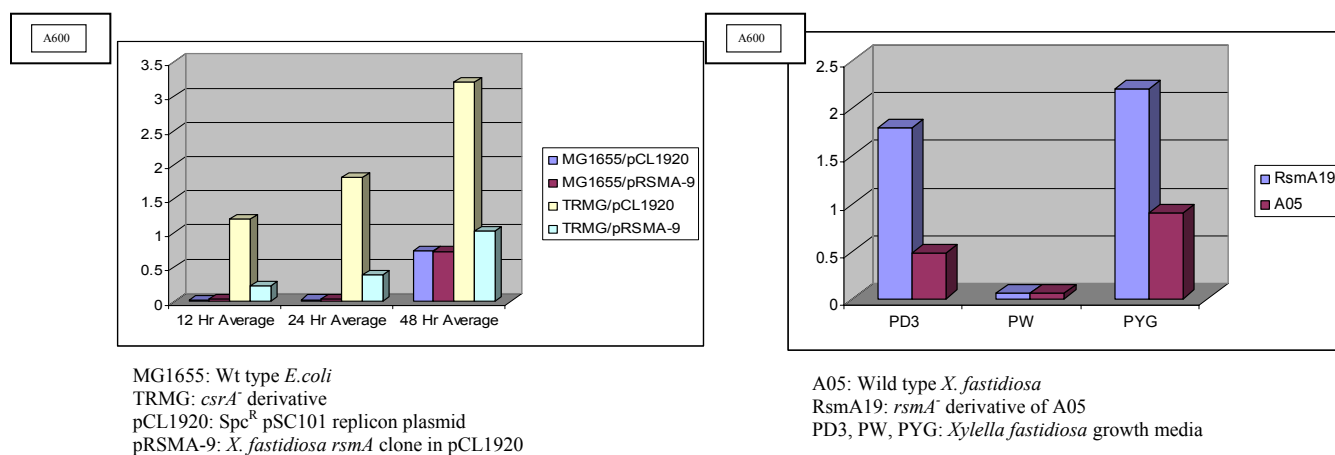 A600
3.5
3
2.5
2
1.5
1
0.5
0
12 Hr Average 24 Hr Average 48 Hr Average
MG1655/pCL1920
MG1655/pRSMA-9
TRMG/pCL1920
TRMG/pRSMA-9
MG1655: Wt type E.coli
TRMG: csrA- derivative
pCL1920: SpcR pSC101 replicon plasmid
pRSMA-9: X. fastidiosa rsmA clone in pCL1920
A600
2.5
2
1.5
1
0.5
0
PD3 PW PYG
RsmA19
A05
A05: Wild type X. fastidiosa
RsmA19: rsmA- derivative of A05
PD3, PW, PYG: Xylella fastidiosa growth media